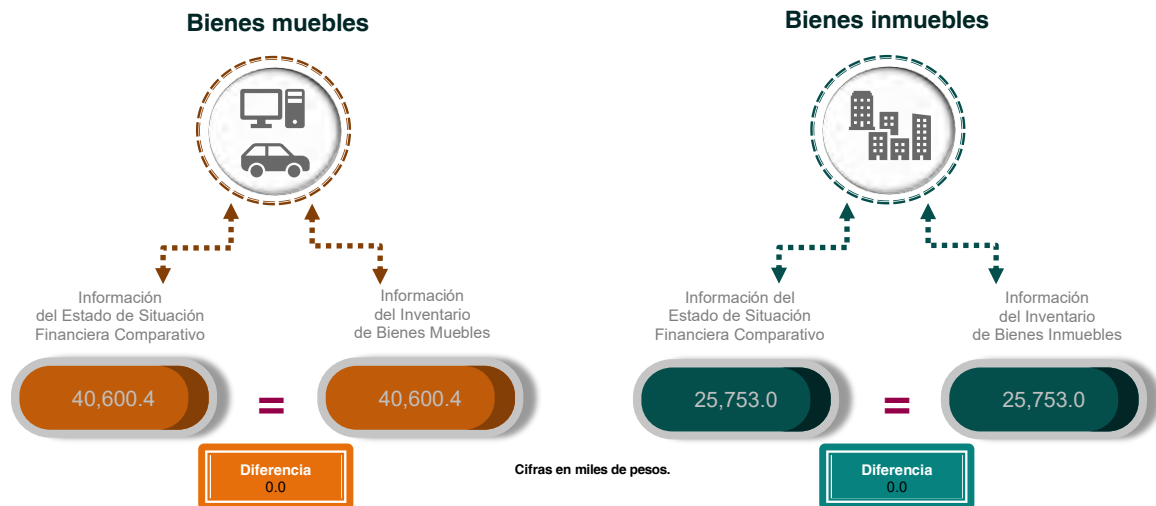 Bienes muebles
Información
del Estado de Situación
Financiera Comparativo
Información
del Inventario
de Bienes Muebles
40,600.4
=
40,600.4
Diferencia
0.0
Cifras en miles de pesos.
Bienes inmuebles
Información del
Estado de Situación
Financiera Comparativo
Información
del Inventario
de Bienes Inmuebles
25,753.0
=
25,753.0
Diferencia
0.0